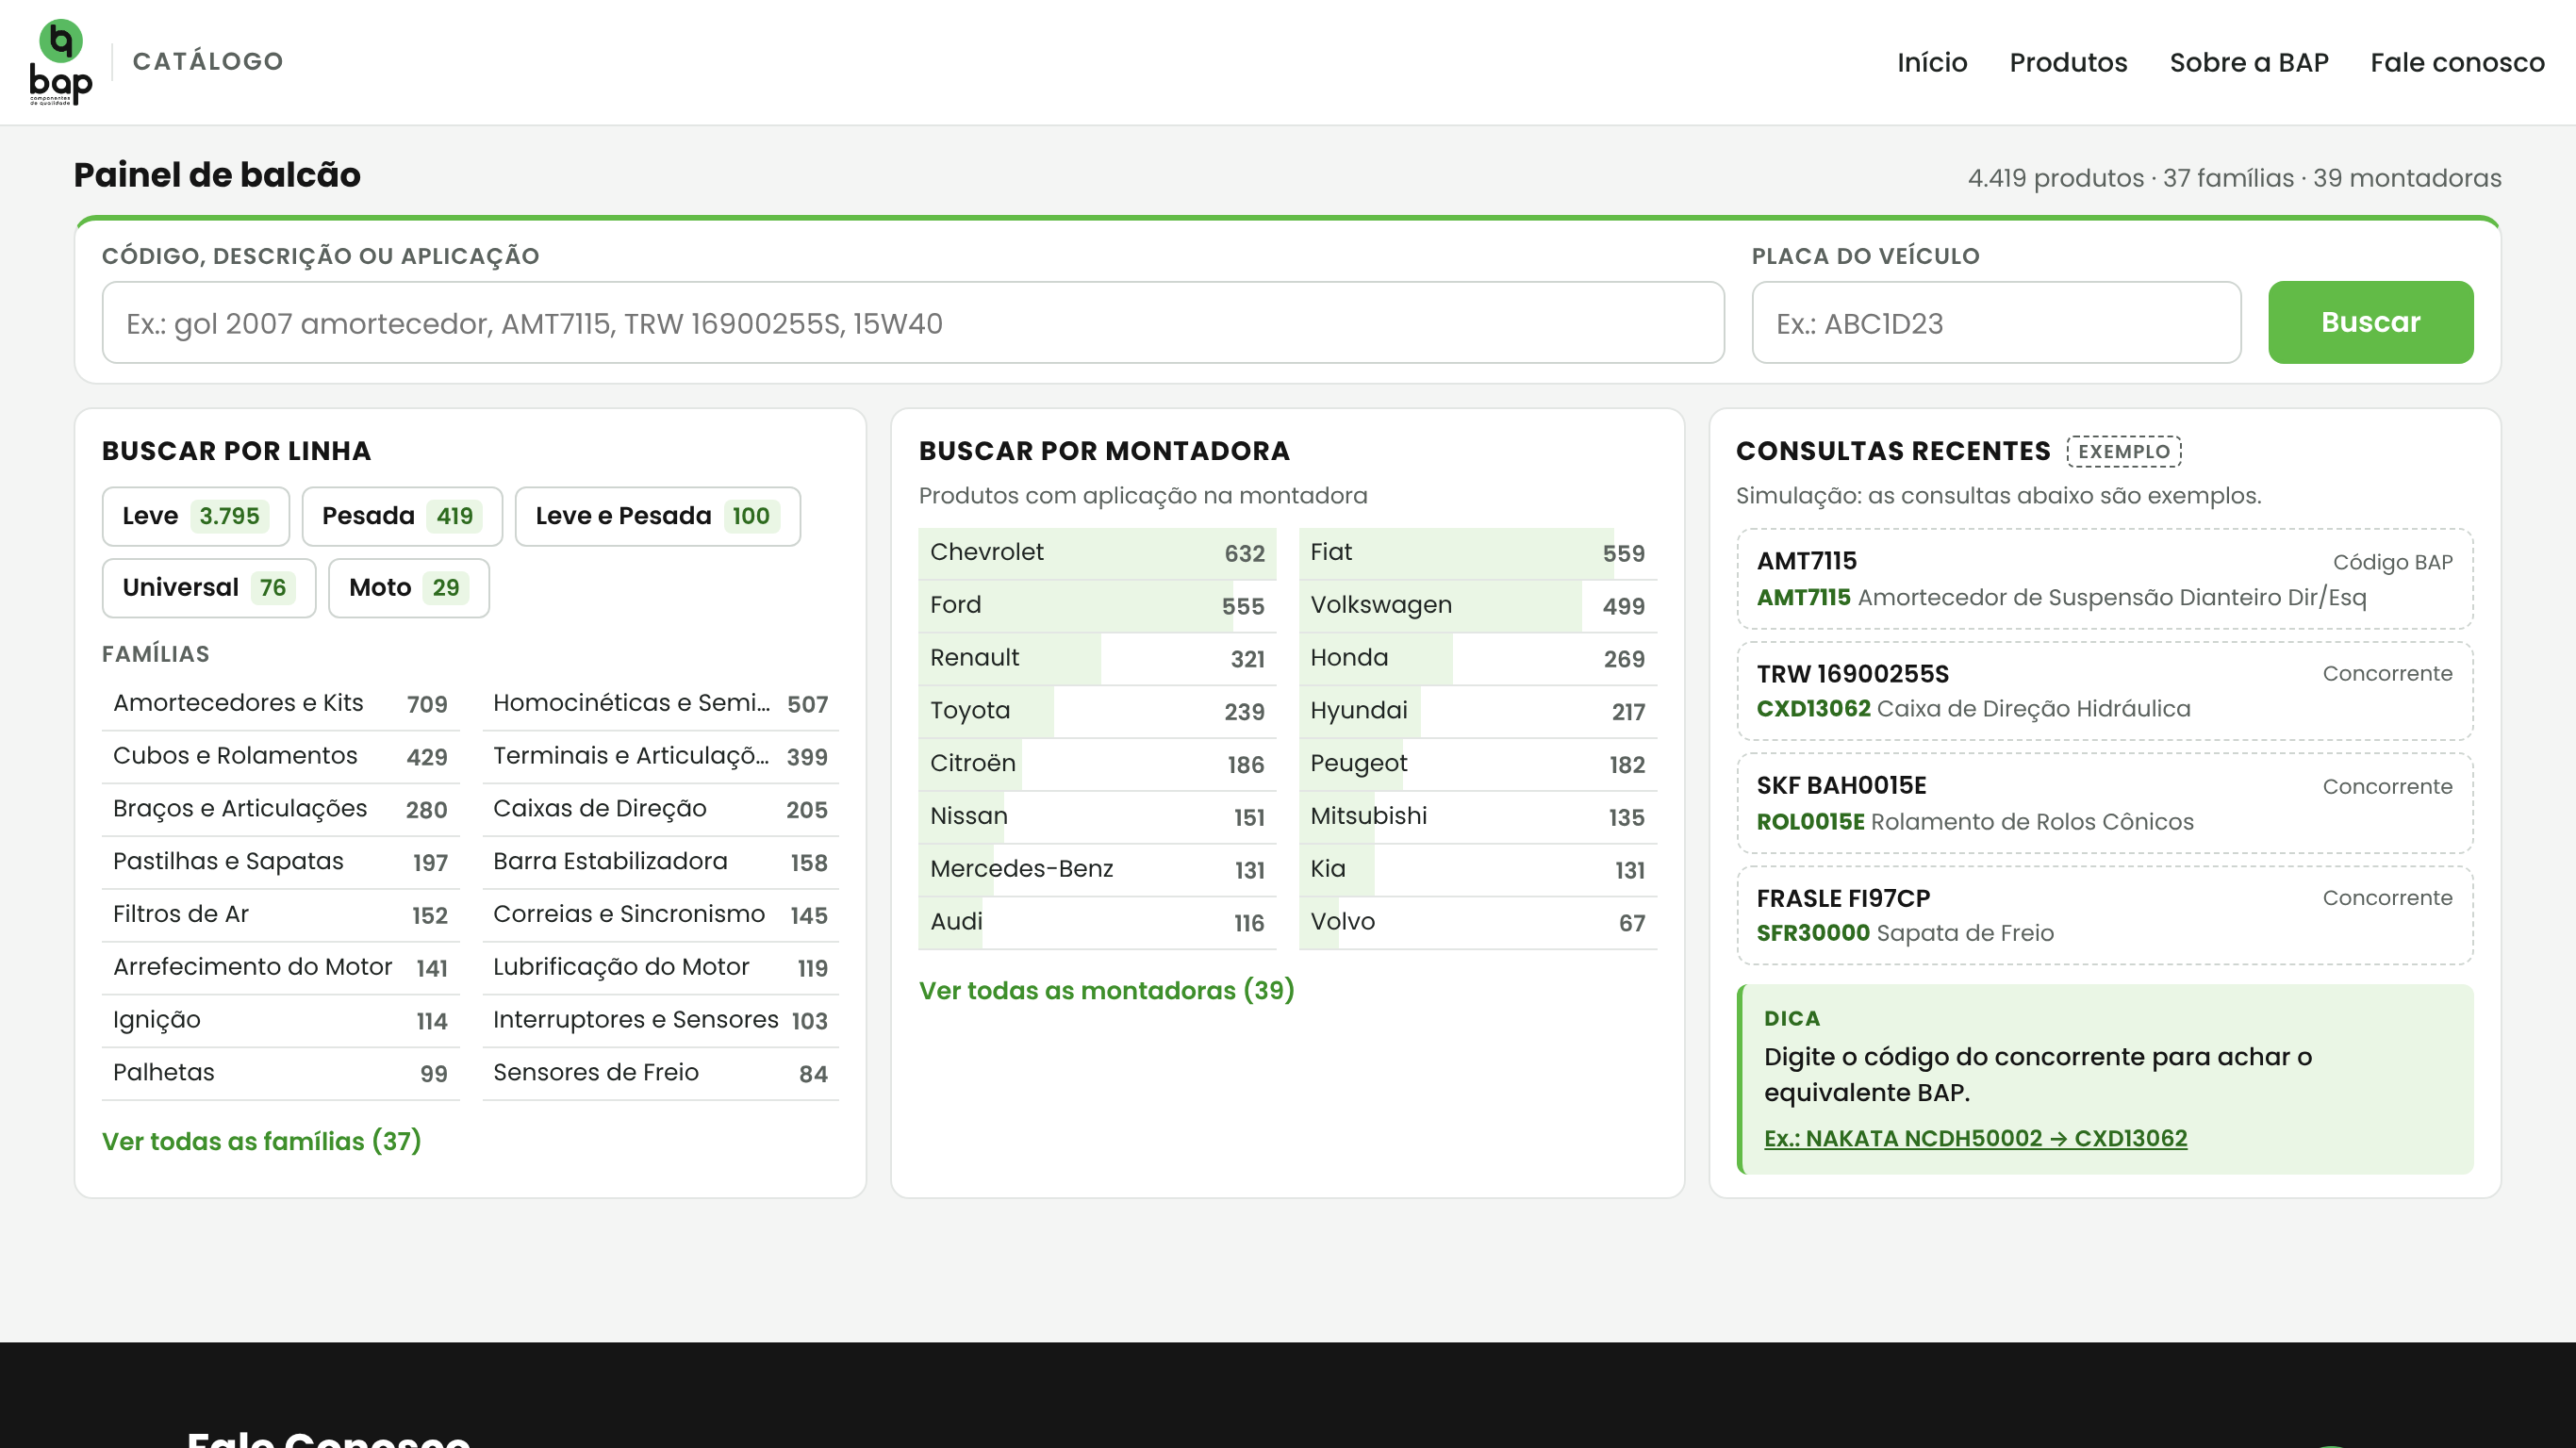 bap
componentes
de qualidade
CATÁLOGO
Início
Produtos
Sobre a BAP
Fale conosco
Painel de balcão
4.419 produtos · 37 famílias · 39 montadoras
CÓDIGO, DESCRIÇÃO OU APLICAÇÃO
Ex.: gol 2007 amortecedor, AMT7115, TRW 16900255S, 15W40
PLACA DO VEÍCULO
Ex.: ABC1D23
Buscar
BUSCAR POR LINHA
Leve 3.795
Pesada 419
Leve e Pesada 100
Universal 76
Moto 29
FAMÍLIAS
Amortecedores e Kits 709
Homocinéticas e Semi... 507
Cubos e Rolamentos 429
Terminais e Articulaçõ... 399
Braços e Articulações 280
Caixas de Direção 205
Pastilhas e Sapatas 197
Barra Estabilizadora 158
Filtros de Ar 152
Correias e Sincronismo 145
Arrefecimento do Motor 141
Lubrificação do Motor 119
Ignição 114
Interruptores e Sensores 103
Palhetas 99
Sensores de Freio 84
Ver todas as famílias (37)
BUSCAR POR MONTADORA
Produtos com aplicação na montadora
Chevrolet 632
Fiat 559
Ford 555
Volkswagen 499
Renault 321
Honda 269
Toyota 239
Hyundai 217
Citroën 186
Peugeot 182
Nissan 151
Mitsubishi 135
Mercedes-Benz 131
Kia 131
Audi 116
Volvo 67
Ver todas as montadoras (39)
CONSULTAS RECENTES EXEMPLO
Simulação: as consultas abaixo são exemplos.
AMT7115 Código BAP
AMT7115 Amortecedor de Suspensão Dianteiro Dir/Esq
TRW 16900255S Concorrente
CXD13062 Caixa de Direção Hidráulica
SKF BAH0015E Concorrente
ROL0015E Rolamento de Rolos Cônicos
FRASLE FI97CP Concorrente
SFR30000 Sapata de Freio
DICA
Digite o código do concorrente para achar o
equivalente BAP.
Ex.: NAKATA NCDH50002 → CXD13062
Fale Conosco